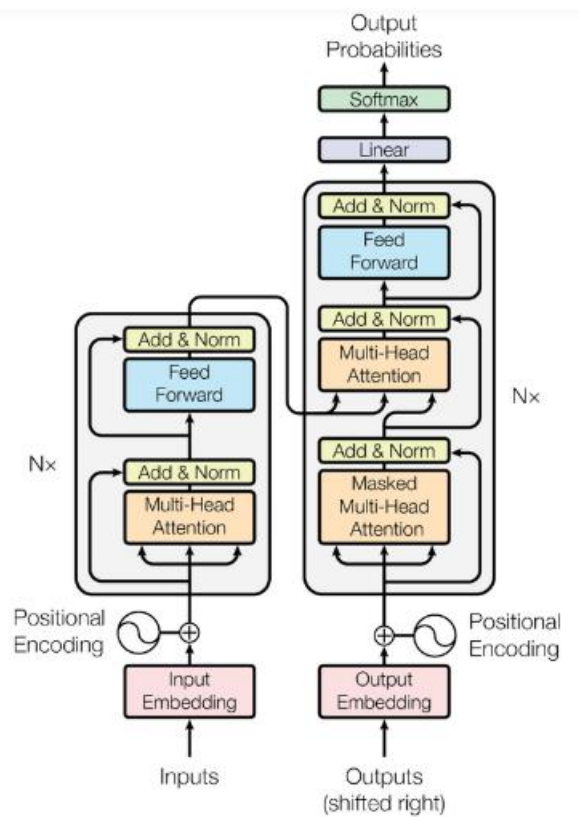 Output
Probabilities
Softmax
Linear
Add & Norm
Feed
Forward
Add & Norm
Multi-Head
Attention
Add & Norm
Masked
Multi-Head
Attention
Nx
Add & Norm
Feed
Forward
Add & Norm
Multi-Head
Attention
Nx
Positional
Encoding
Positional
Encoding
Input
Embedding
Output
Embedding
Inputs
Outputs
(shifted right)